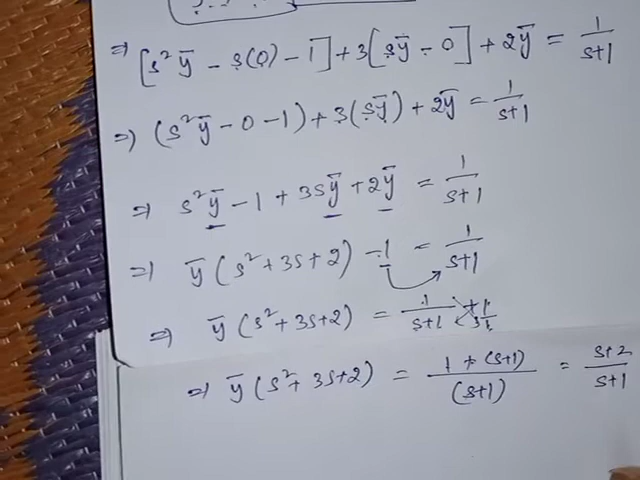 ⇒ [s²ȳ - s(0) - 1] + 3[sȳ - 0] + 2ȳ = 1/(s+1)
⇒ (s²ȳ - 0 - 1) + 3(sȳ) + 2ȳ = 1/(s+1)
⇒ s²ȳ - 1 + 3sȳ + 2ȳ = 1/(s+1)
⇒ ȳ(s² + 3s + 2) - 1 = 1/(s+1)
⇒ ȳ(s² + 3s + 2) = 1/(s+1) + 1/1
⇒ ȳ(s² + 3s + 2) = (1 + (s+1))/(s+1) = (s+2)/(s+1)